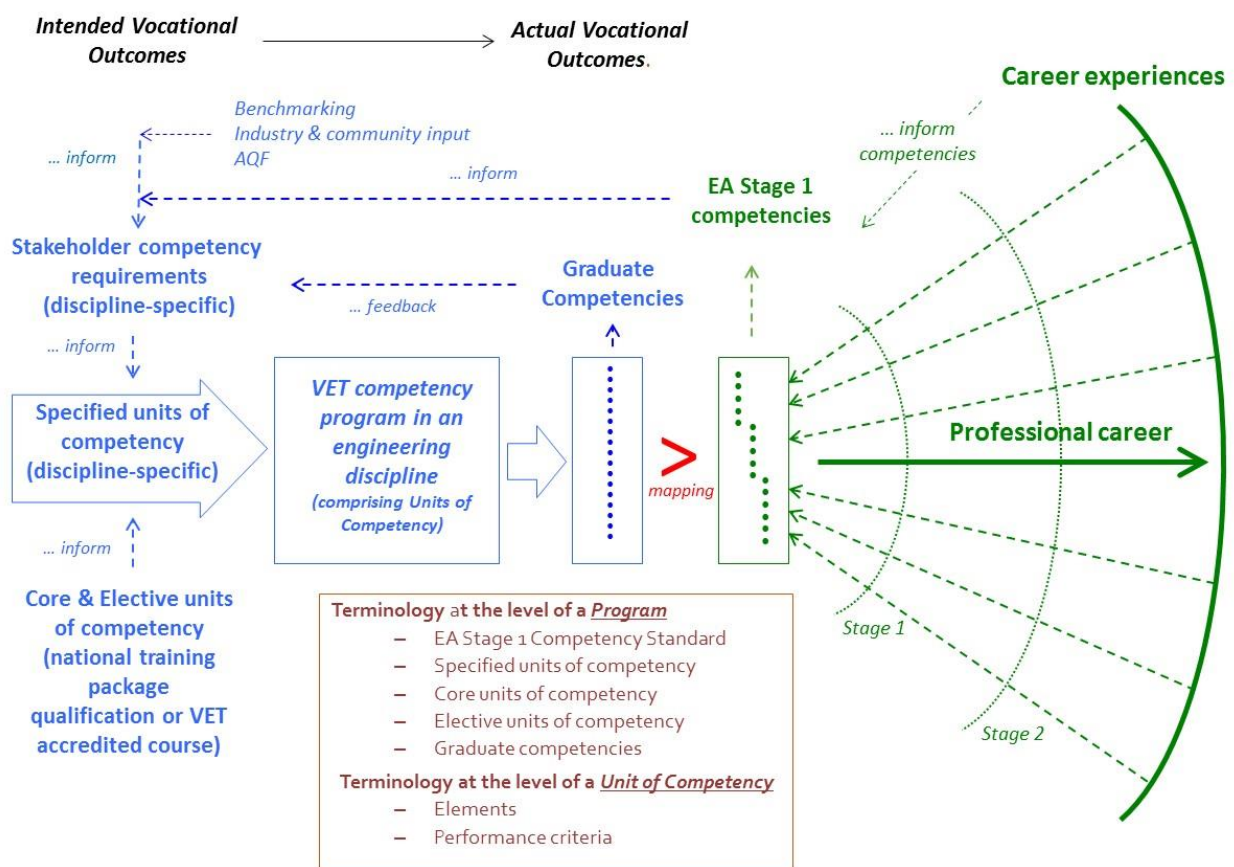 Intended Vocational
Outcomes
Actual Vocational
Outcomes.
Career experiences
Benchmarking
Industry & community input
AQF
... inform
... inform
... inform
competencies
EA Stage 1
competencies
Stakeholder competency
requirements
(discipline-specific)
Graduate
Competencies
... feedback
... inform
Specified units of
competency
(discipline-specific)
VET competency
program in an
engineering
discipline
(comprising Units of
Competency)
>
mapping
Professional career
... inform
Core & Elective units
of competency
(national training
package
qualification or VET
accredited course)
Stage 1
Stage 2
Terminology at the level of a Program
– EA Stage 1 Competency Standard
– Specified units of competency
– Core units of competency
– Elective units of competency
– Graduate competencies
Terminology at the level of a Unit of Competency
– Elements
– Performance criteria